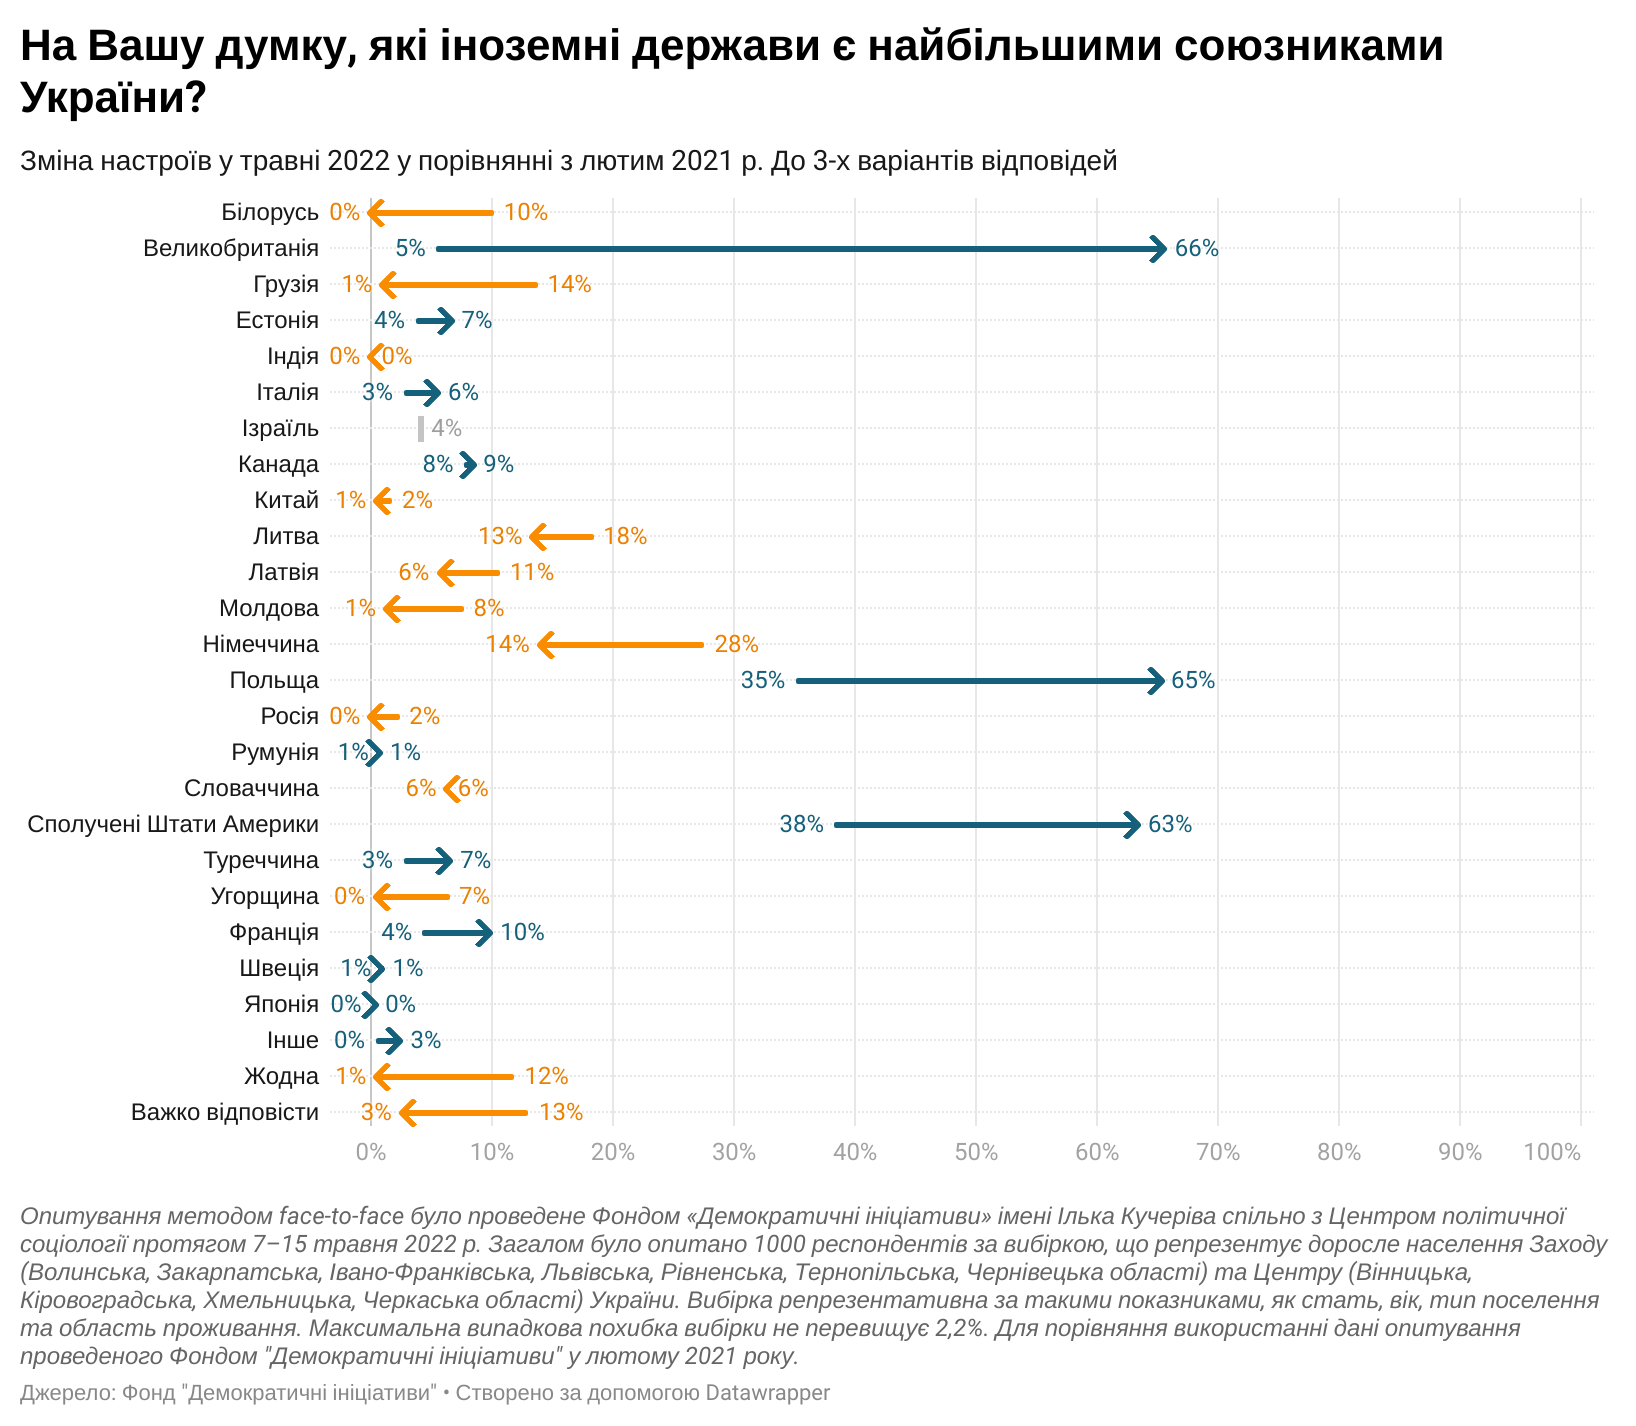 На Вашу думку, які іноземні держави є найбільшими союзниками
України?
Зміна настроїв у травні 2022 у порівнянні з лютим 2021 р. До 3-х варіантів відповідей
Білорусь 0% 10%
Великобританія 5% 66%
Грузія 1% 14%
Естонія 4% 7%
Індія 0% 0%
Італія 3% 6%
Ізраїль 4%
Канада 8% 9%
Китай 1% 2%
Литва 13% 18%
Латвія 6% 11%
Молдова 1% 8%
Німеччина 14% 28%
Польща 35% 65%
Росія 0% 2%
Румунія 1% 1%
Словаччина 6% 6%
Сполучені Штати Америки 38% 63%
Туреччина 3% 7%
Угорщина 0% 7%
Франція 4% 10%
Швеція 1% 1%
Японія 0% 0%
Інше 0% 3%
Жодна 1% 12%
Важко відповісти 3% 13%
0% 10% 20% 30% 40% 50% 60% 70% 80% 90% 100%
Опитування методом face-to-face було проведене Фондом «Демократичні ініціативи» імені Ілька Кучеріва спільно з Центром політичної
соціології протягом 7–15 травня 2022 р. Загалом було опитано 1000 респондентів за вибіркою, що репрезентує доросле населення Заходу
(Волинська, Закарпатська, Івано-Франківська, Львівська, Рівненська, Тернопільська, Чернівецька області) та Центру (Вінницька,
Кіровоградська, Хмельницька, Черкаська області) України. Вибірка репрезентативна за такими показниками, як стать, вік, тип поселення
та область проживання. Максимальна випадкова похибка вибірки не перевищує 2,2%. Для порівняння використанні дані опитування
проведеного Фондом "Демократичні ініціативи" у лютому 2021 року.
Джерело: Фонд "Демократичні ініціативи" • Створено за допомогою Datawrapper